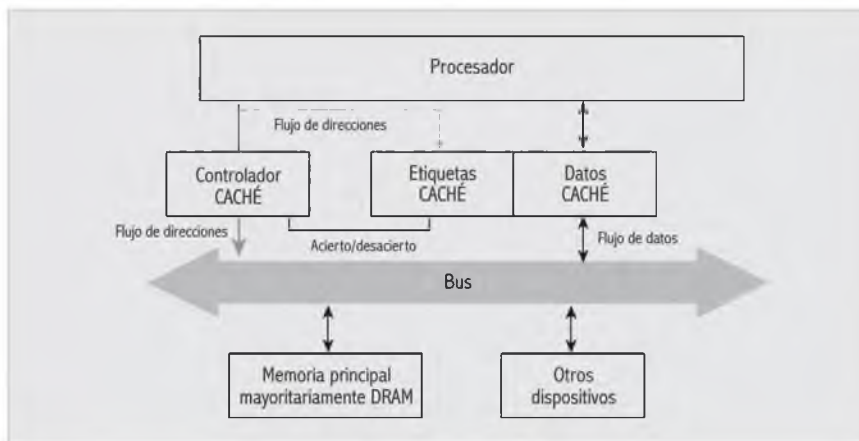 Procesador
Flujo de direcciones
Controlador
CACHÉ
Etiquetas
CACHÉ
Datos
CACHÉ
Flujo de direcciones
Acierto/desacierto
Flujo de datos
Bus
Memoria principal
mayoritariamente DRAM
Otros
dispositivos